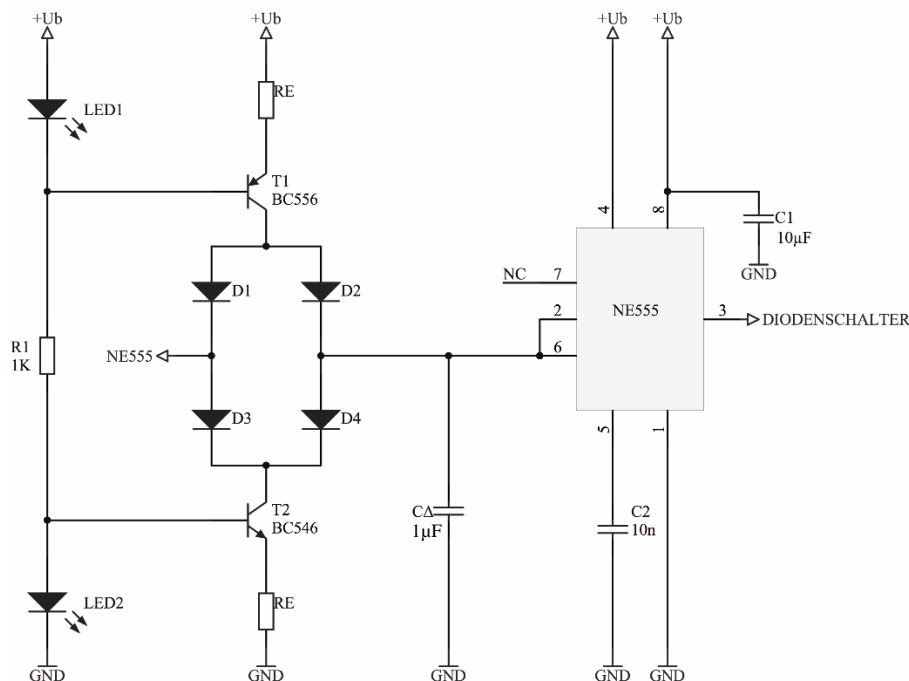 +Ub
+Ub
+Ub
+Ub
LED1
RE
T1
BC556
4
8
C1
10µF
GND
D1
D2
NC
7
NE555
2
3
DIODENSCHALTER
R1
1K
NE555
6
D3
D4
5
1
T2
BC546
CΔ
1µF
C2
10n
LED2
RE
GND
GND
GND
GND
GND